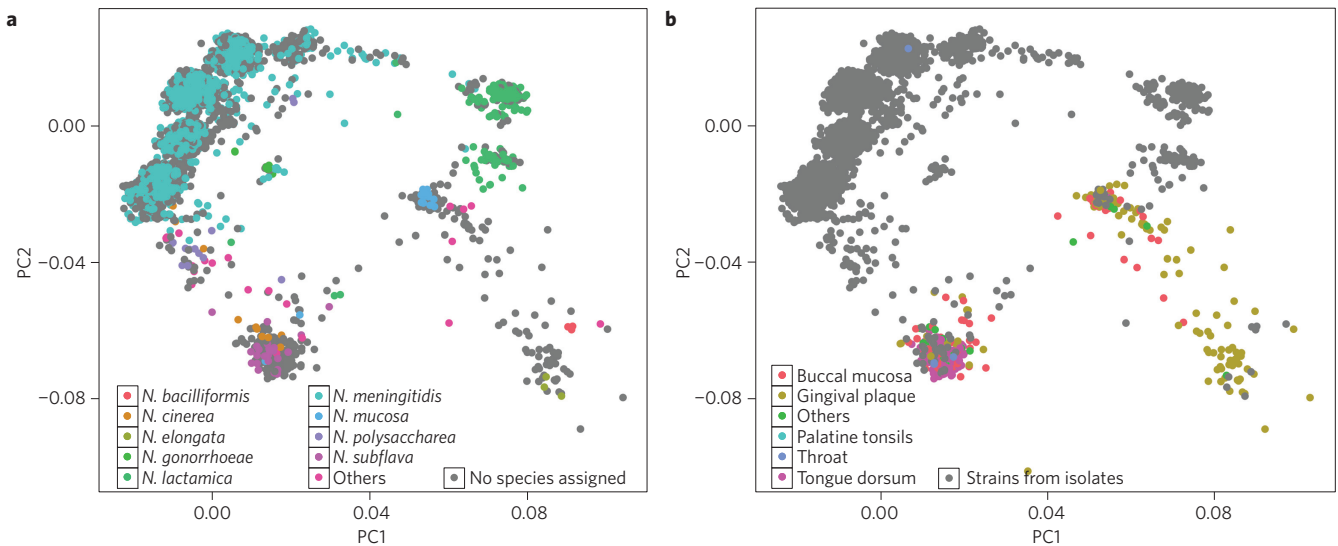 a
PC2
0.00
−0.04
−0.08
N. bacilliformis
N. cinerea
N. elongata
N. gonorrhoeae
N. lactamica
N. meningitidis
N. mucosa
N. polysaccharea
N. subflava
Others
No species assigned
0.00 0.04 0.08
PC1
b
PC2
0.00
−0.04
−0.08
Buccal mucosa
Gingival plaque
Others
Palatine tonsils
Throat
Tongue dorsum
Strains from isolates
0.00 0.04 0.08
PC1